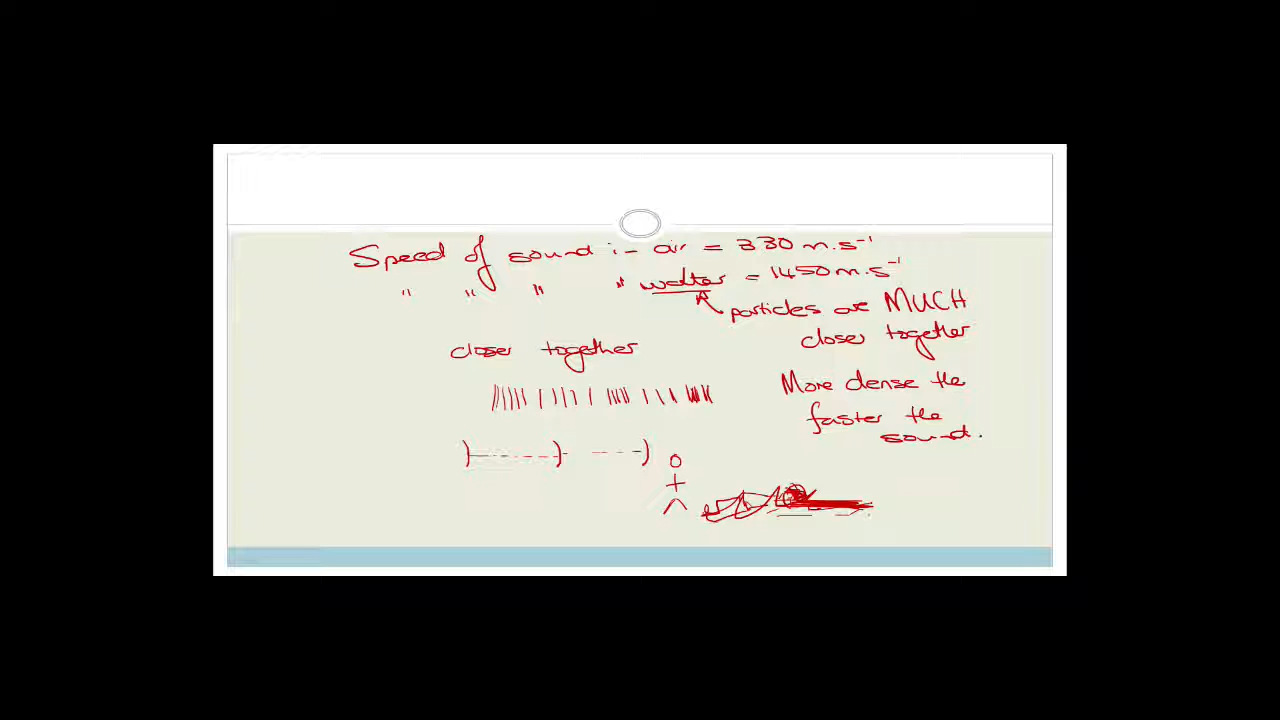 Speed of sound in air = 330 m.s⁻¹
" " " " water = 1450 m.s⁻¹
particles are MUCH
closer together
closer together
More dense the
faster the
sound.